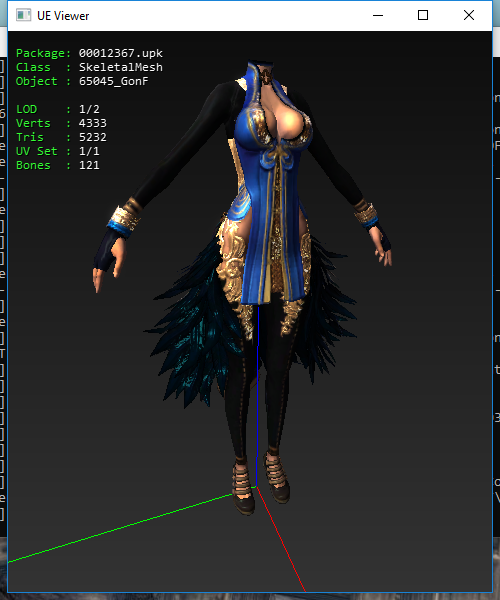 UE Viewer
Package: 00012367.upk
Class : SkeletalMesh
Object : 65045_GonF
LOD : 1/2
Verts : 4333
Tris : 5232
UV Set : 1/1
Bones : 121